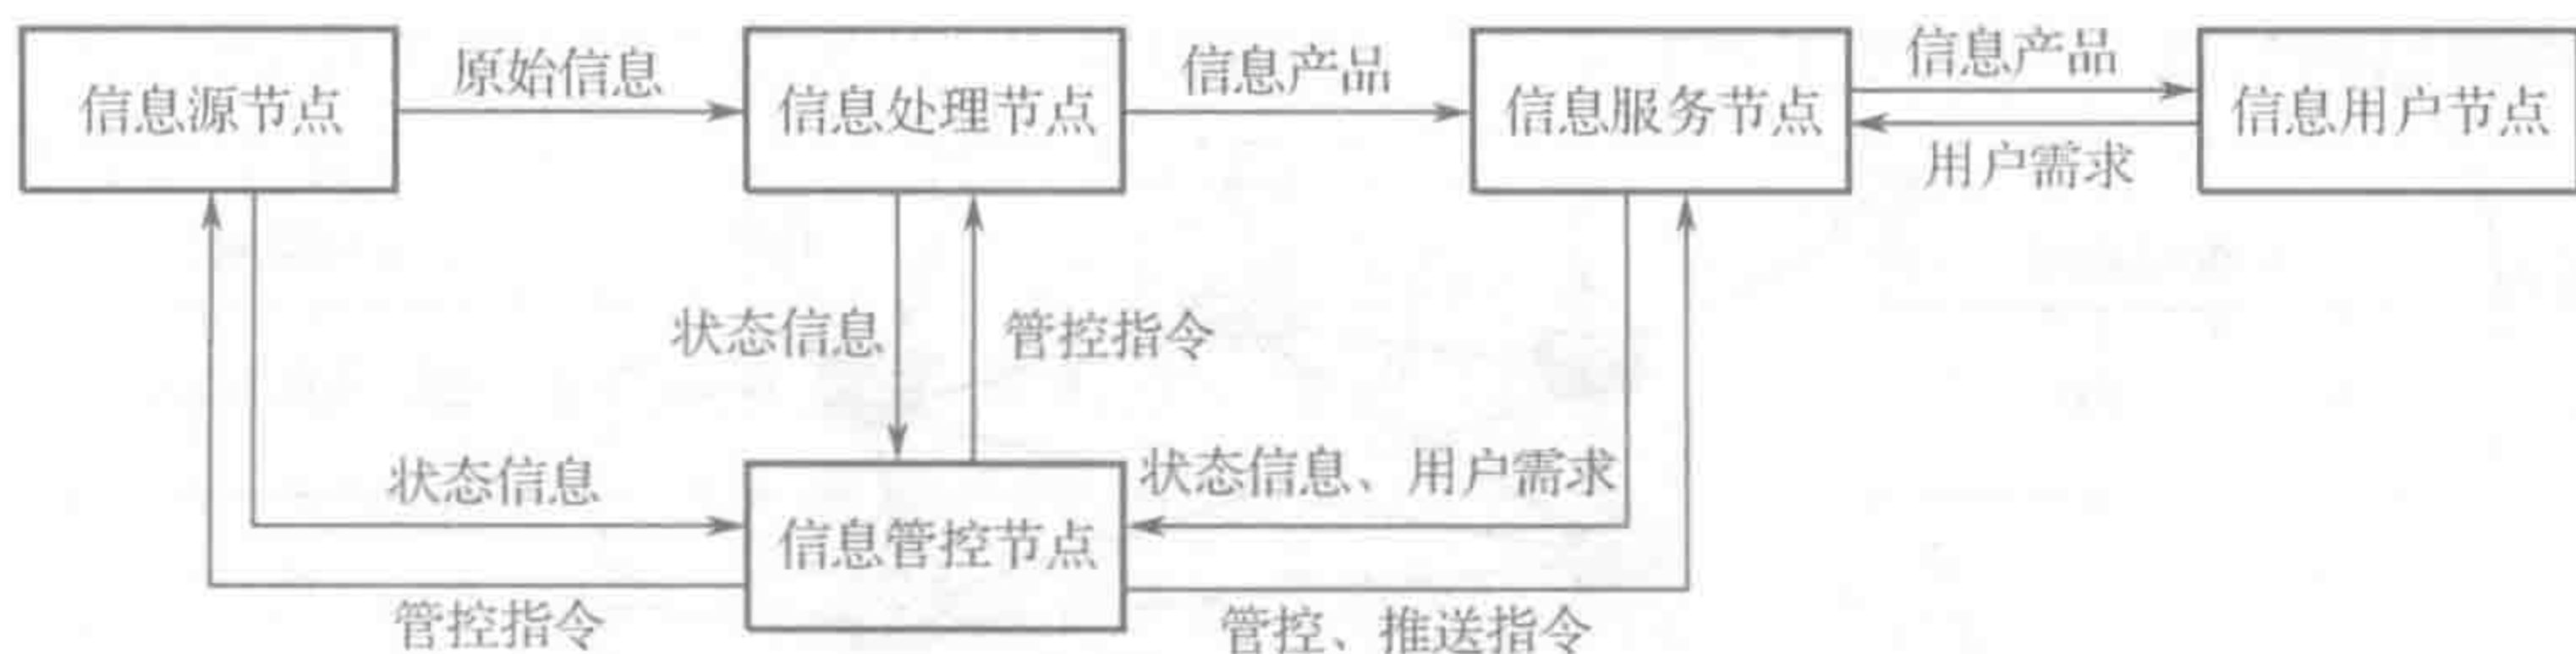 信息源节点
原始信息
信息处理节点
信息产品
信息服务节点
信息产品
用户需求
信息用户节点
状态信息
管控指令
状态信息
管控指令
信息管控节点
状态信息、用户需求
管控、推送指令